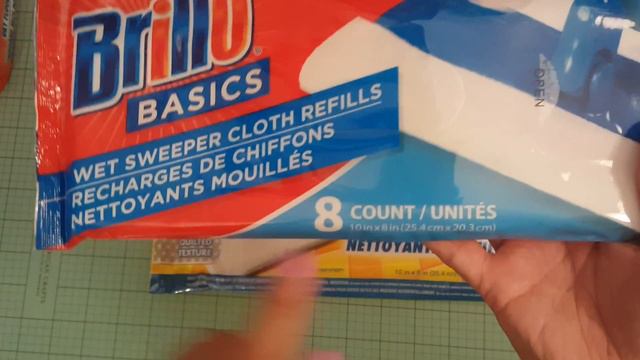 Brillo®
BASICS
WET SWEEPER CLOTH REFILLS
RECHARGES DE CHIFFONS
NETTOYANTS MOUILLÉS
OPEN
8 COUNT / UNITÉS
10 in x 8 in (25.4 cm x 20.3 cm)
QUILTED
TEXTURE
NETTOYAN